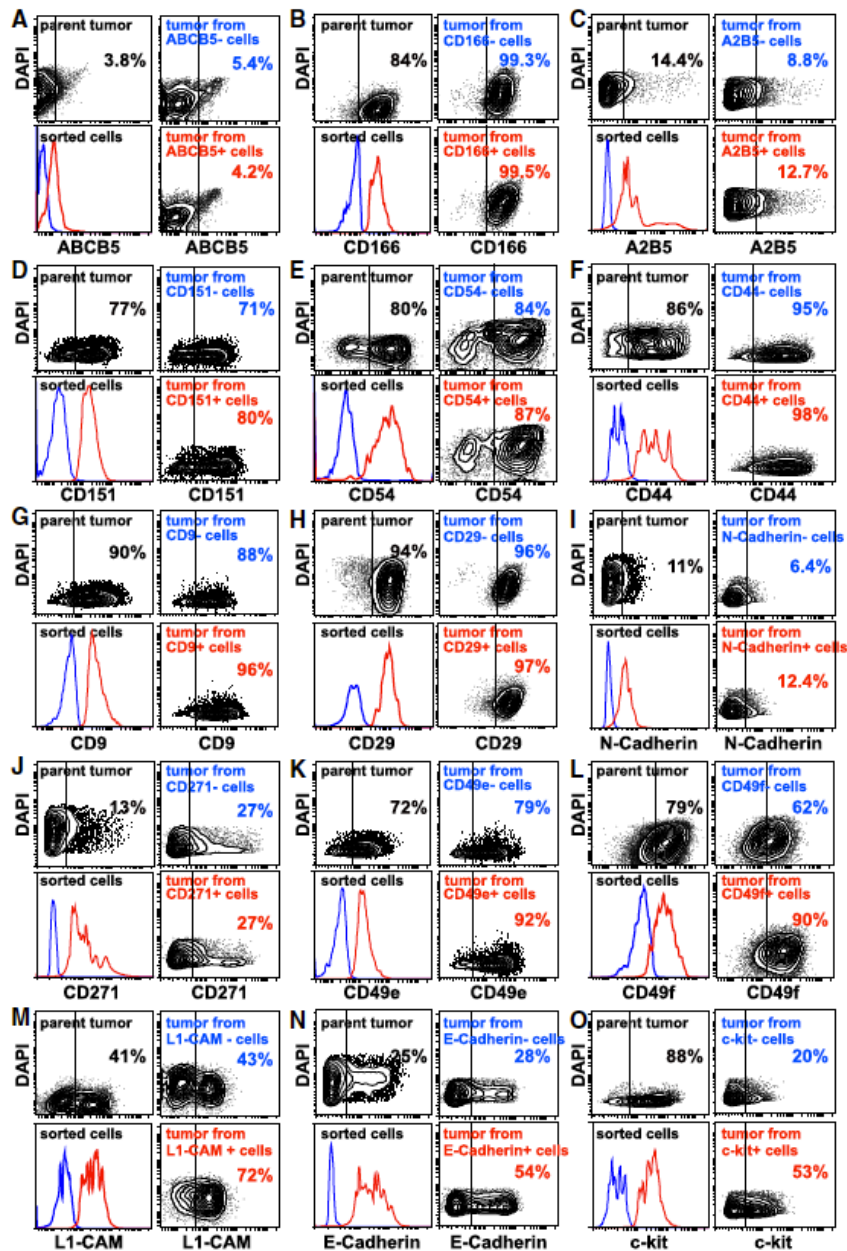 A
DAPI
parent tumor
3.8%
tumor from
ABCB5- cells
5.4%
sorted cells
ABCB5
tumor from
ABCB5+ cells
4.2%
ABCB5
B
DAPI
parent tumor
84%
tumor from
CD166- cells
99.3%
sorted cells
CD166
tumor from
CD166+ cells
99.5%
CD166
C
DAPI
parent tumor
14.4%
tumor from
A2B5- cells
8.8%
sorted cells
A2B5
tumor from
A2B5+ cells
12.7%
A2B5
D
DAPI
parent tumor
77%
tumor from
CD151- cells
71%
sorted cells
CD151
tumor from
CD151+ cells
80%
CD151
E
DAPI
parent tumor
80%
tumor from
CD54- cells
84%
sorted cells
CD54
tumor from
CD54+ cells
87%
CD54
F
DAPI
parent tumor
86%
tumor from
CD44- cells
95%
sorted cells
CD44
tumor from
CD44+ cells
98%
CD44
G
DAPI
parent tumor
90%
tumor from
CD9- cells
88%
sorted cells
CD9
tumor from
CD9+ cells
96%
CD9
H
DAPI
parent tumor
94%
tumor from
CD29- cells
96%
sorted cells
CD29
tumor from
CD29+ cells
97%
CD29
I
DAPI
parent tumor
11%
tumor from
N-Cadherin- cells
6.4%
sorted cells
N-Cadherin
tumor from
N-Cadherin+ cells
12.4%
N-Cadherin
J
DAPI
parent tumor
13%
tumor from
CD271- cells
27%
sorted cells
CD271
tumor from
CD271+ cells
27%
CD271
K
DAPI
parent tumor
72%
tumor from
CD49e- cells
79%
sorted cells
CD49e
tumor from
CD49e+ cells
92%
CD49e
L
DAPI
parent tumor
79%
tumor from
CD49f- cells
62%
sorted cells
CD49f
tumor from
CD49f+ cells
90%
CD49f
M
DAPI
parent tumor
41%
tumor from
L1-CAM - cells
43%
sorted cells
L1-CAM
tumor from
L1-CAM + cells
72%
L1-CAM
N
DAPI
parent tumor
25%
tumor from
E-Cadherin- cells
28%
sorted cells
E-Cadherin
tumor from
E-Cadherin+ cells
54%
E-Cadherin
O
DAPI
parent tumor
88%
tumor from
c-kit- cells
20%
sorted cells
c-kit
tumor from
c-kit+ cells
53%
c-kit